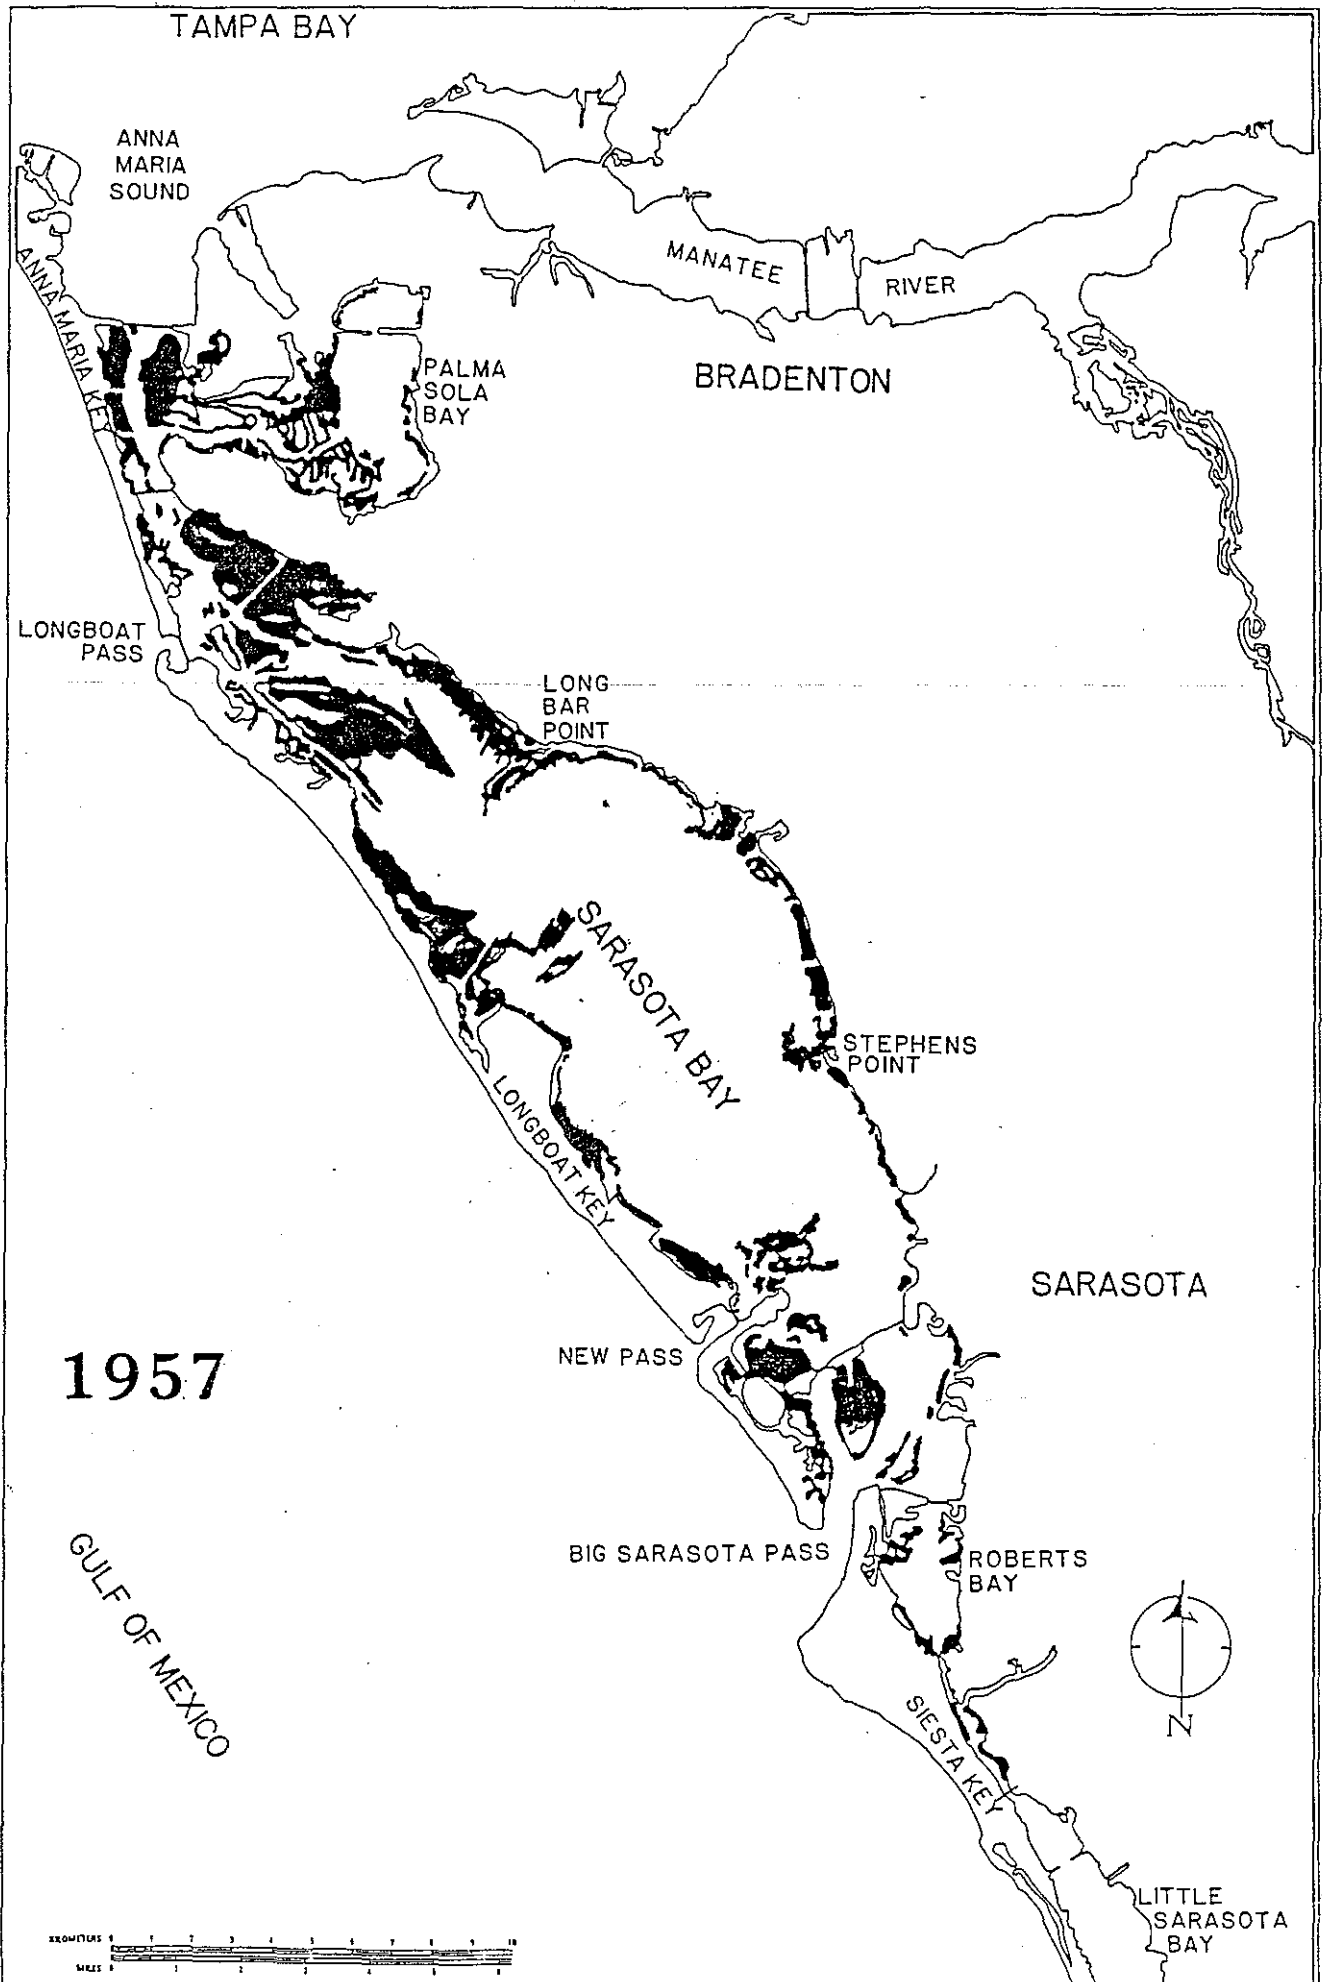 TAMPA BAY
ANNA
MARIA
SOUND
ANNA MARIA KEY
MANATEE
RIVER
PALMA
SOLA
BAY
BRADENTON
LONGBOAT
PASS
LONG
BAR
POINT
SARASOTA BAY
STEPHENS
POINT
LONGBOAT KEY
SARASOTA
NEW PASS
1957
BIG SARASOTA PASS
ROBERTS
BAY
GULF OF MEXICO
N
SIESTA KEY
LITTLE
SARASOTA
BAY
KILOMETERS
MILES